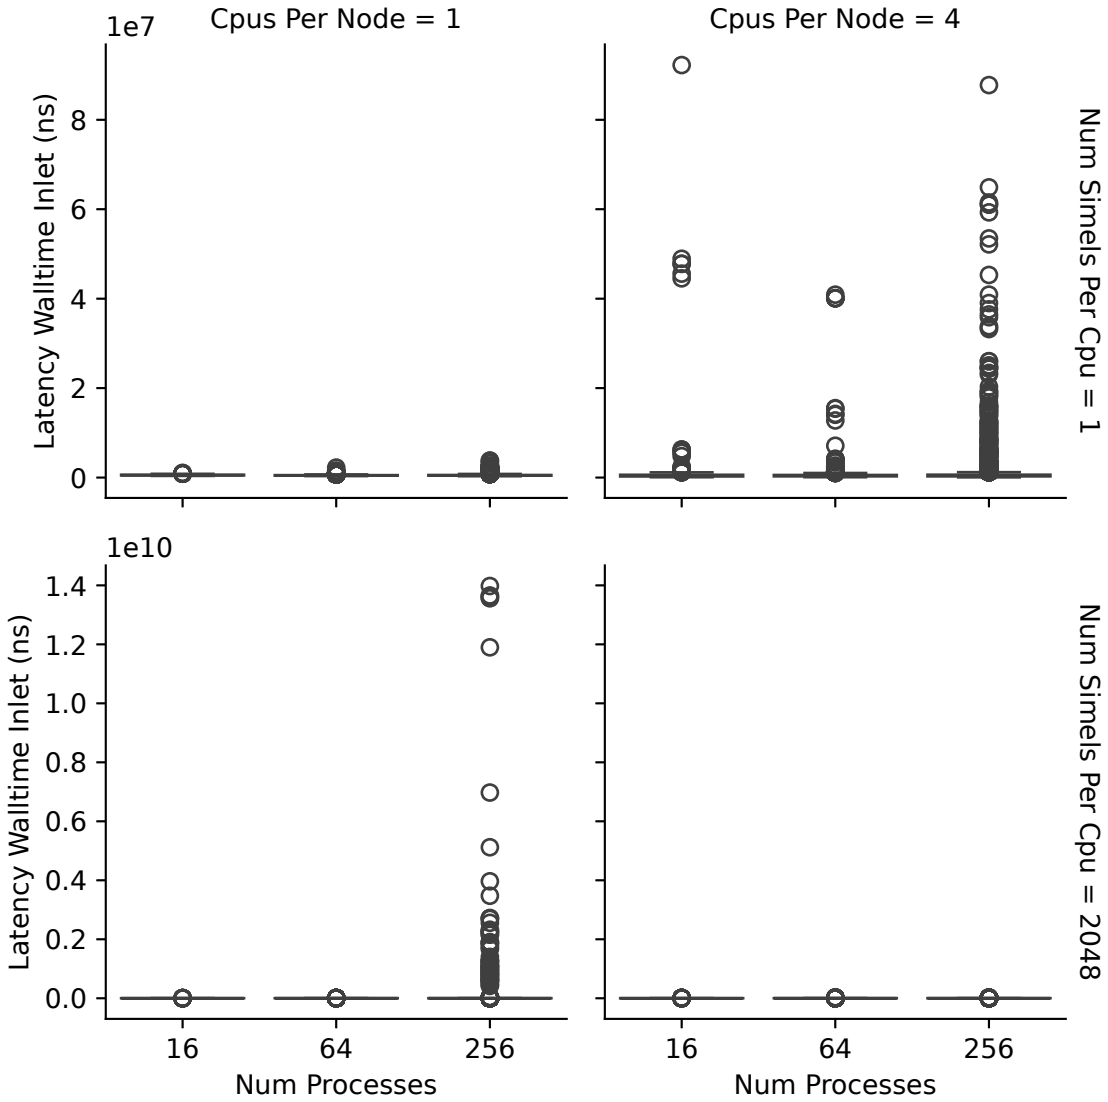 Cpus Per Node = 1
Cpus Per Node = 4
1e7
8
6
4
2
0
Latency Walltime Inlet (ns)
Num Simels Per Cpu = 1
1e10
1.4
1.2
1.0
0.8
0.6
0.4
0.2
0.0
Latency Walltime Inlet (ns)
Num Simels Per Cpu = 2048
16 64 256
16 64 256
Num Processes
Num Processes